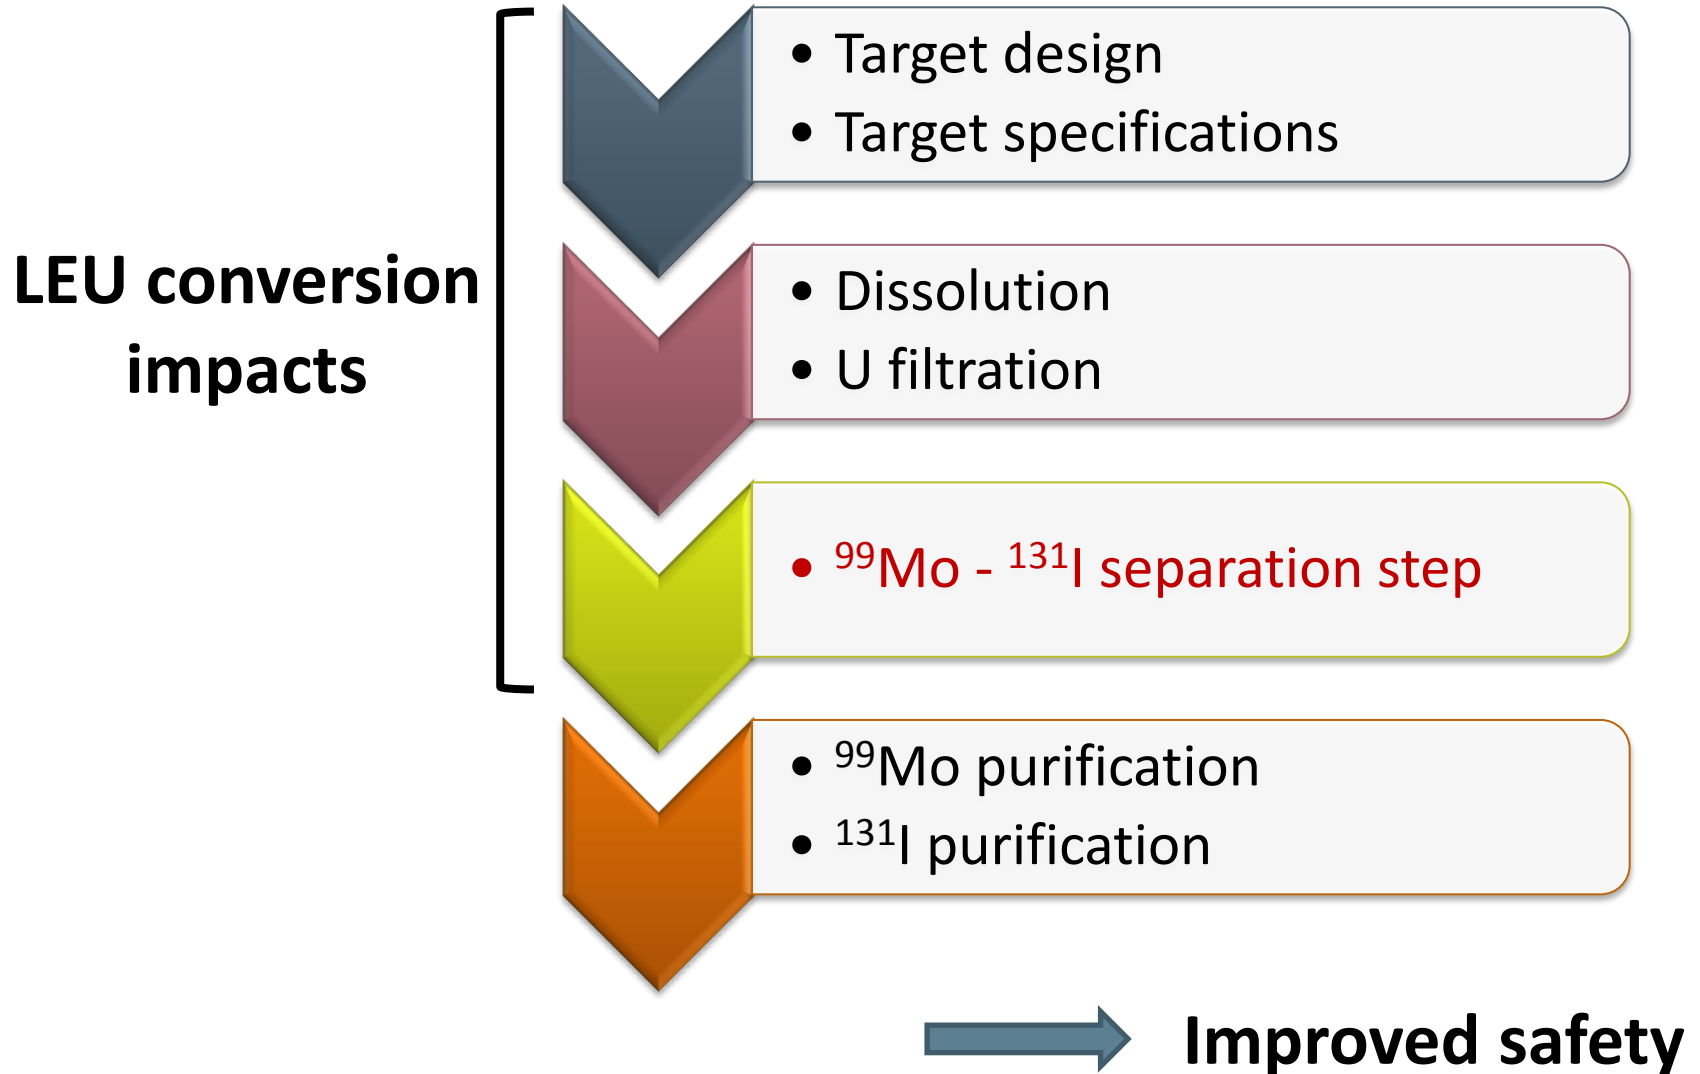 • Target design
• Target specifications
LEU conversion
impacts
• Dissolution
• U filtration
• ⁹⁹Mo - ¹³¹I separation step
• ⁹⁹Mo purification
• ¹³¹I purification
Improved safety